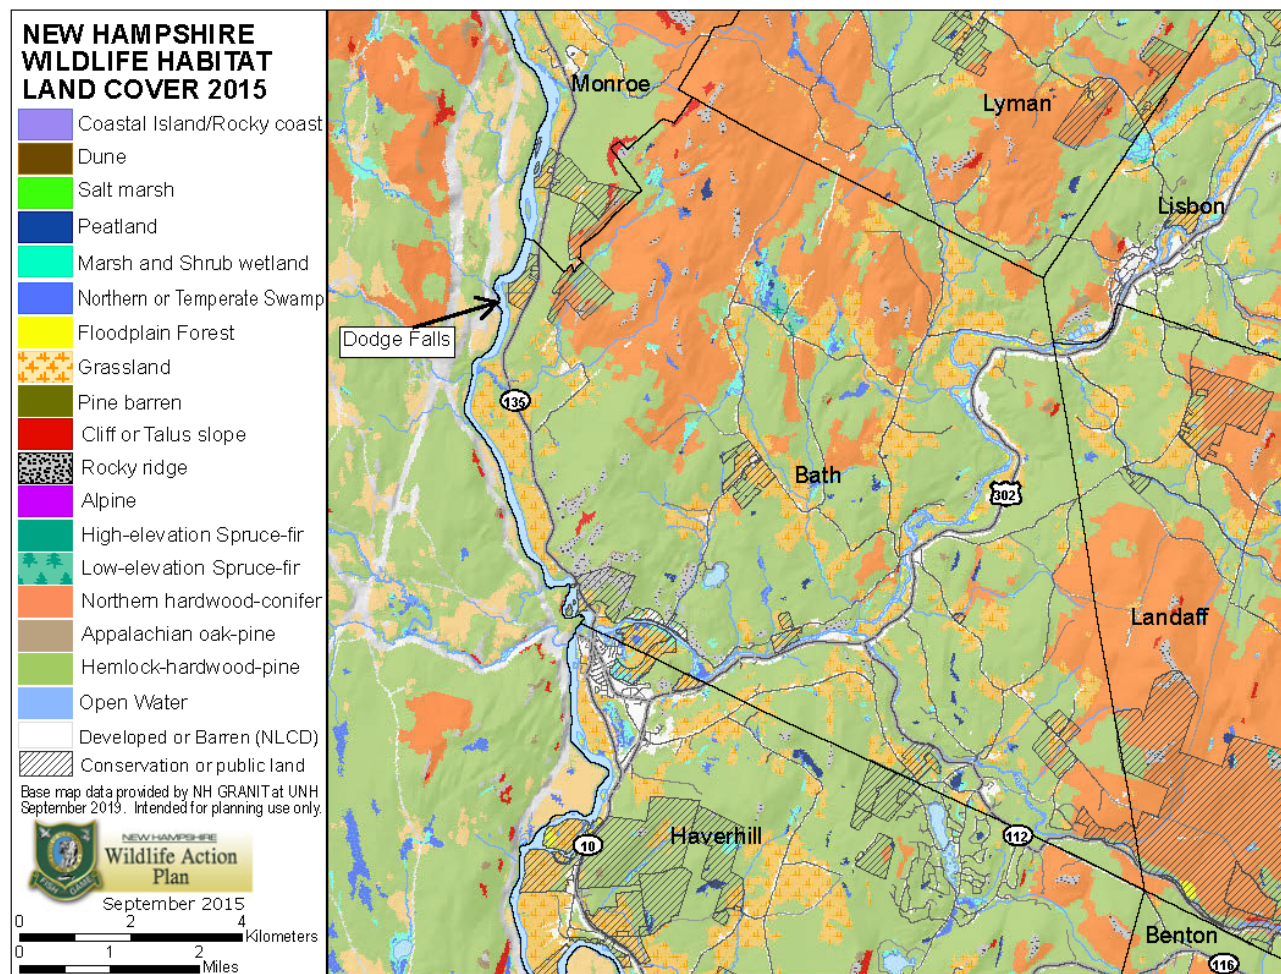 NEW HAMPSHIRE
WILDLIFE HABITAT
LAND COVER 2015
Coastal Island/Rocky coast
Dune
Salt marsh
Peatland
Marsh and Shrub wetland
Northern or Temperate Swamp
Floodplain Forest
Grassland
Pine barren
Cliff or Talus slope
Rocky ridge
Alpine
High-elevation Spruce-fir
Low-elevation Spruce-fir
Northern hardwood-conifer
Appalachian oak-pine
Hemlock-hardwood-pine
Open Water
Developed or Barren (NLCD)
Conservation or public land
Base map data provided by NH GRANIT at UNH
September 2019. Intended for planning use only.
FISH GAME
NEW HAMPSHIRE
Wildlife Action
Plan
September 2015
0 2 4
Kilometers
0 1 2
Miles
Monroe
Lyman
Lisbon
Dodge Falls
135
Bath
302
Landaff
Haverhill
10
112
Benton
116